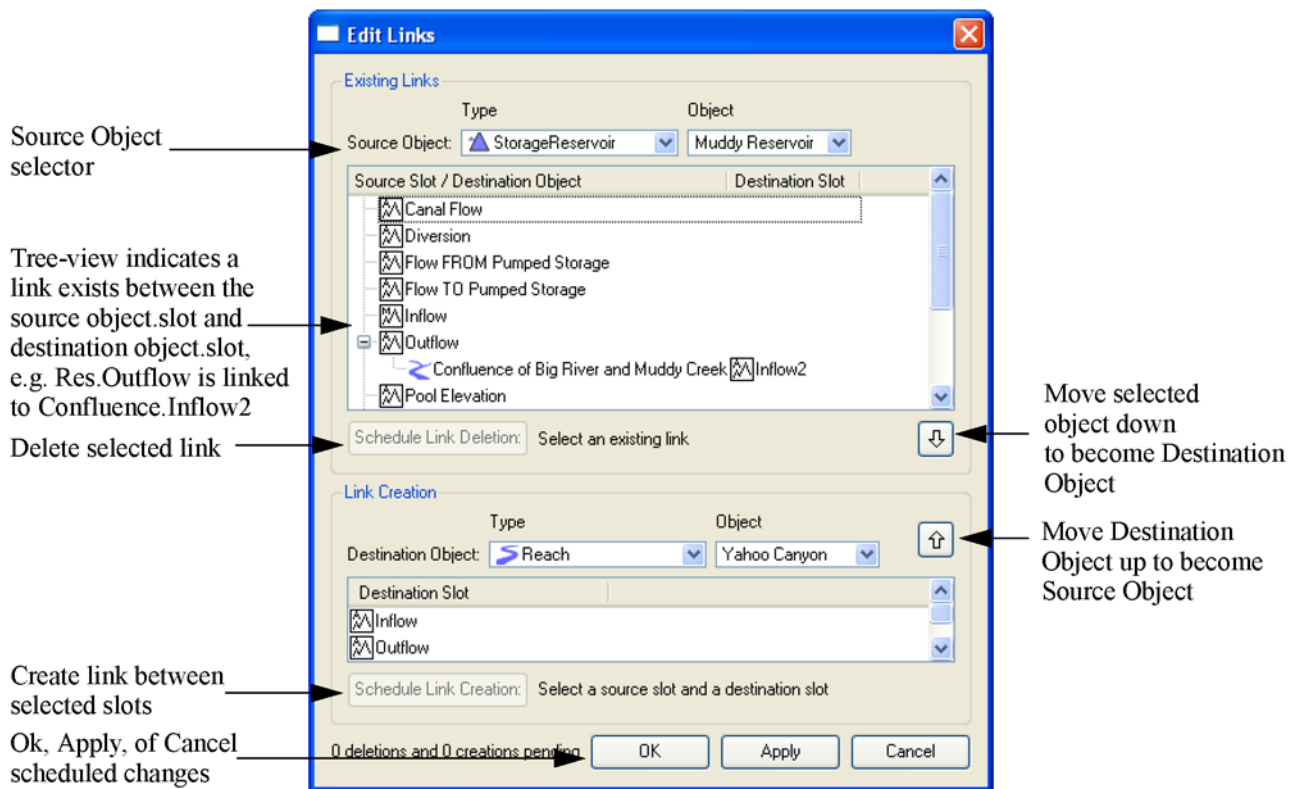 Edit Links
Existing Links
Type Object
Source Object: StorageReservoir Muddy Reservoir
Source Slot / Destination Object Destination Slot
Canal Flow
Diversion
Flow FROM Pumped Storage
Flow TO Pumped Storage
Inflow
Outflow
Confluence of Big River and Muddy Creek Inflow2
Pool Elevation
Schedule Link Deletion: Select an existing link
Link Creation
Type Object
Destination Object: Reach Yahoo Canyon
Destination Slot
Inflow
Outflow
Schedule Link Creation: Select a source slot and a destination slot
0 deletions and 0 creations pending OK Apply Cancel
Source Object
selector
Tree-view indicates a
link exists between the
source object.slot and
destination object.slot,
e.g. Res.Outflow is linked
to Confluence.Inflow2
Delete selected link
Create link between
selected slots
Ok, Apply, of Cancel
scheduled changes
Move selected
object down
to become Destination
Object
Move Destination
Object up to become
Source Object